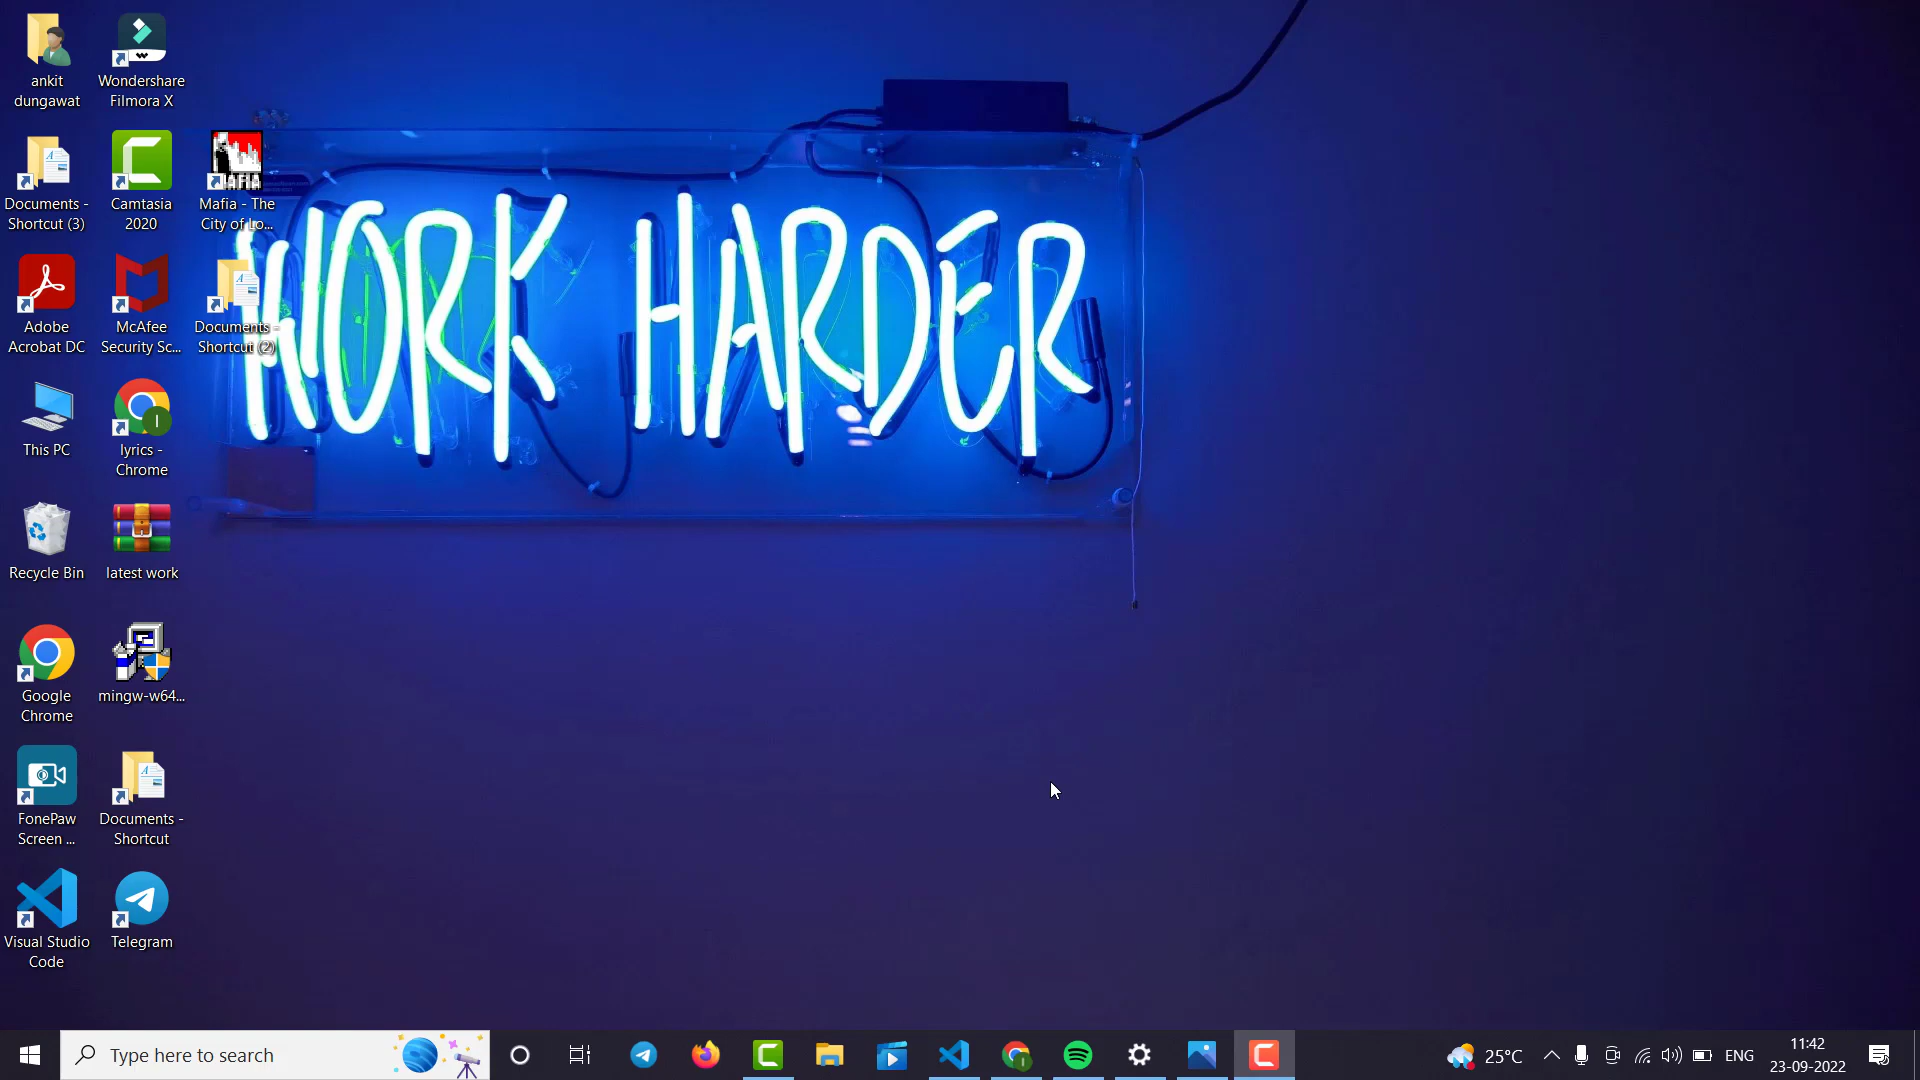 ankit
dungawat
Wondershare
Filmora X
Documents -
Shortcut (3)
Camtasia
2020
Mafia - The
City of Lo...
Adobe
Acrobat DC
McAfee
Security Sc...
Documents -
Shortcut (2)
WORK HARDER
This PC
lyrics -
Chrome
Recycle Bin
latest work
Google
Chrome
mingw-w64...
FonePaw
Screen ...
Documents -
Shortcut
Visual Studio
Code
Telegram
Type here to search
25°C
ENG
11:42
23-09-2022